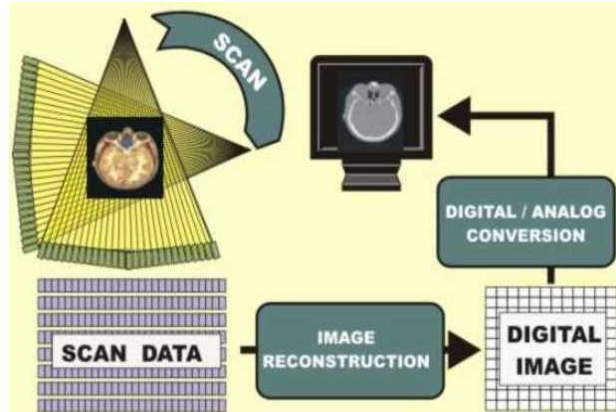 SCAN
DIGITAL / ANALOG
CONVERSION
SCAN DATA
IMAGE
RECONSTRUCTION
DIGITAL
IMAGE